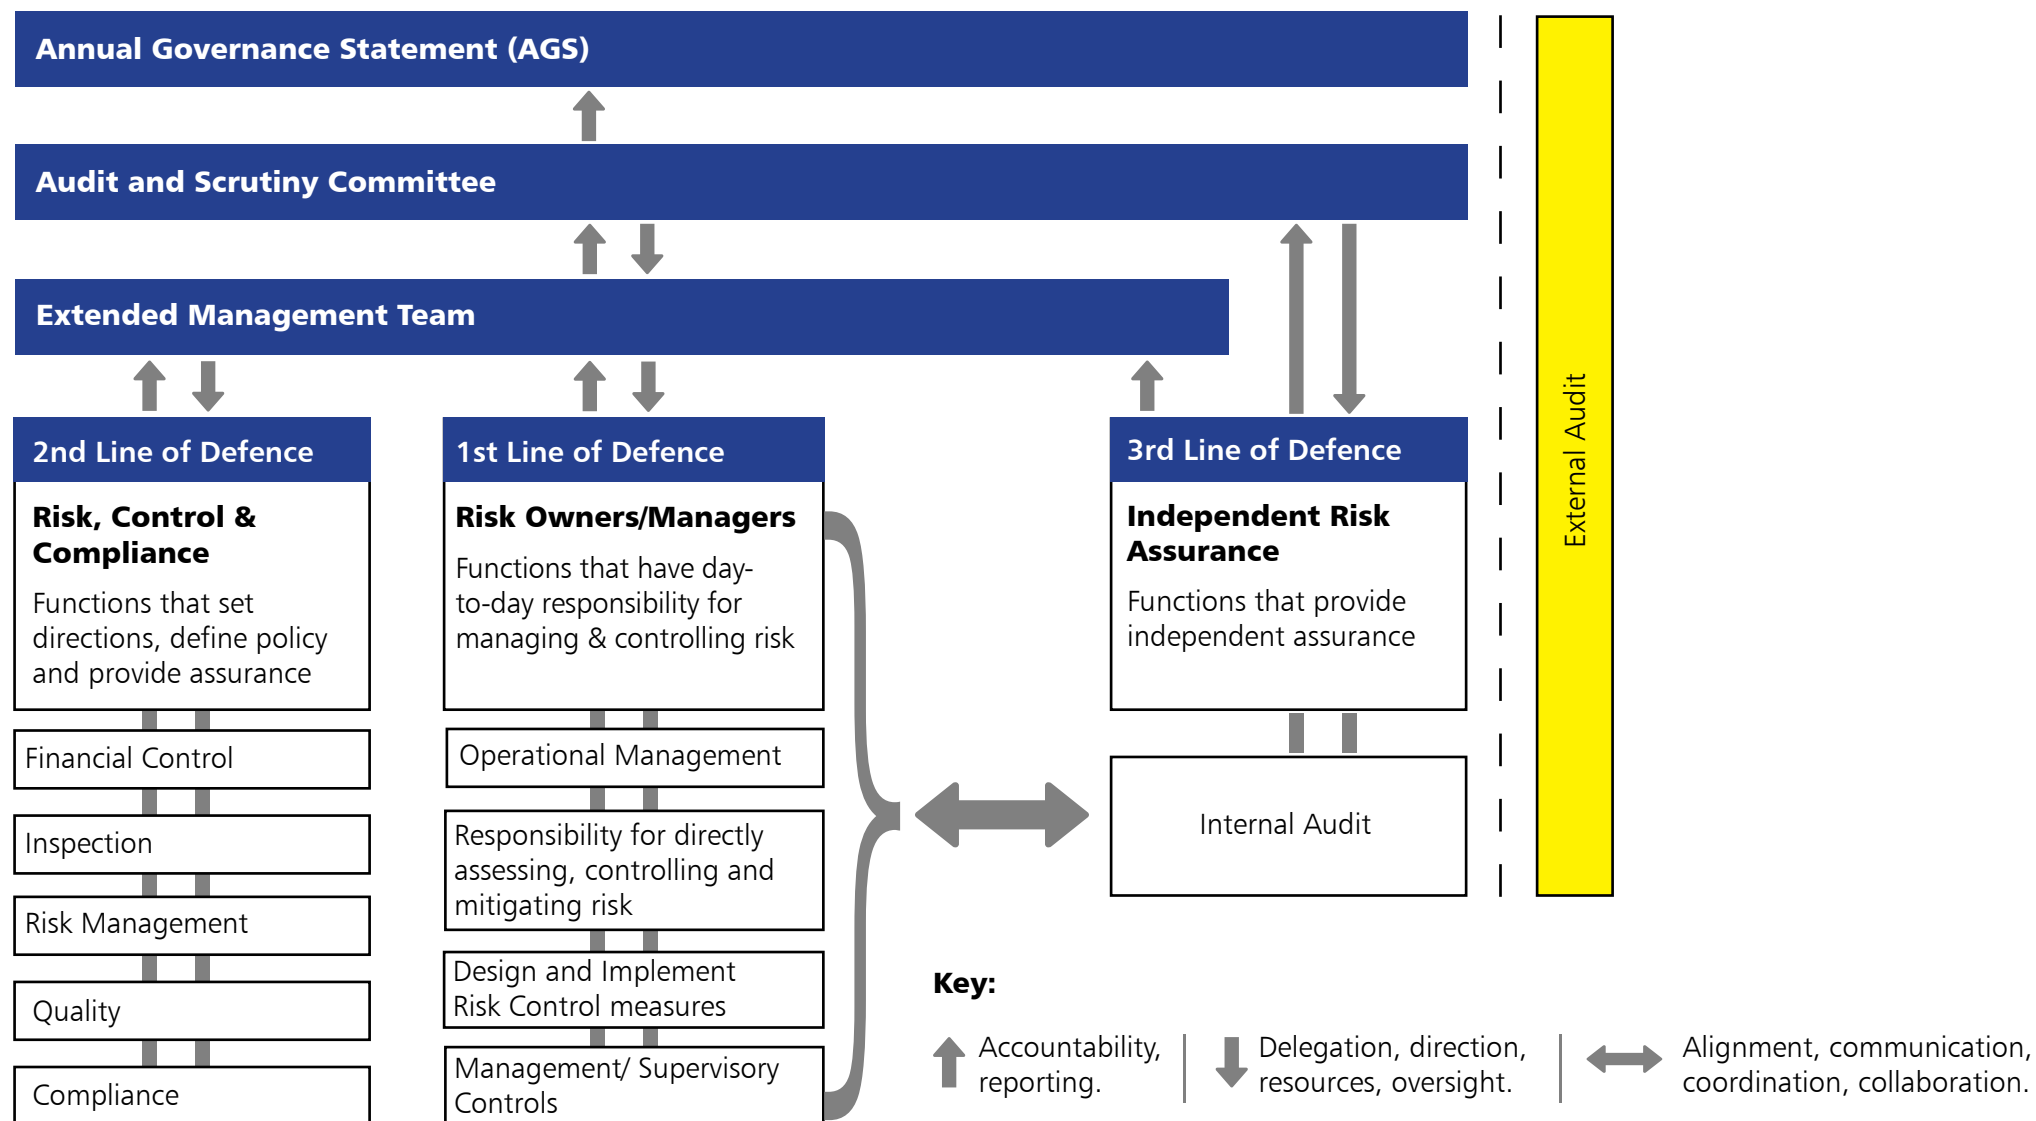 Annual Governance Statement (AGS)
Audit and Scrutiny Committee
Extended Management Team
2nd Line of Defence
Risk, Control &
Compliance
Functions that set
directions, define policy
and provide assurance
Financial Control
Inspection
Risk Management
Quality
Compliance
1st Line of Defence
Risk Owners/Managers
Functions that have day-
to-day responsibility for
managing & controlling risk
Operational Management
Responsibility for directly
assessing, controlling and
mitigating risk
Design and Implement
Risk Control measures
Management/ Supervisory
Controls
3rd Line of Defence
Independent Risk
Assurance
Functions that provide
independent assurance
Internal Audit
External Audit
Key:
Accountability,
reporting.
Delegation, direction,
resources, oversight.
Alignment, communication,
coordination, collaboration.